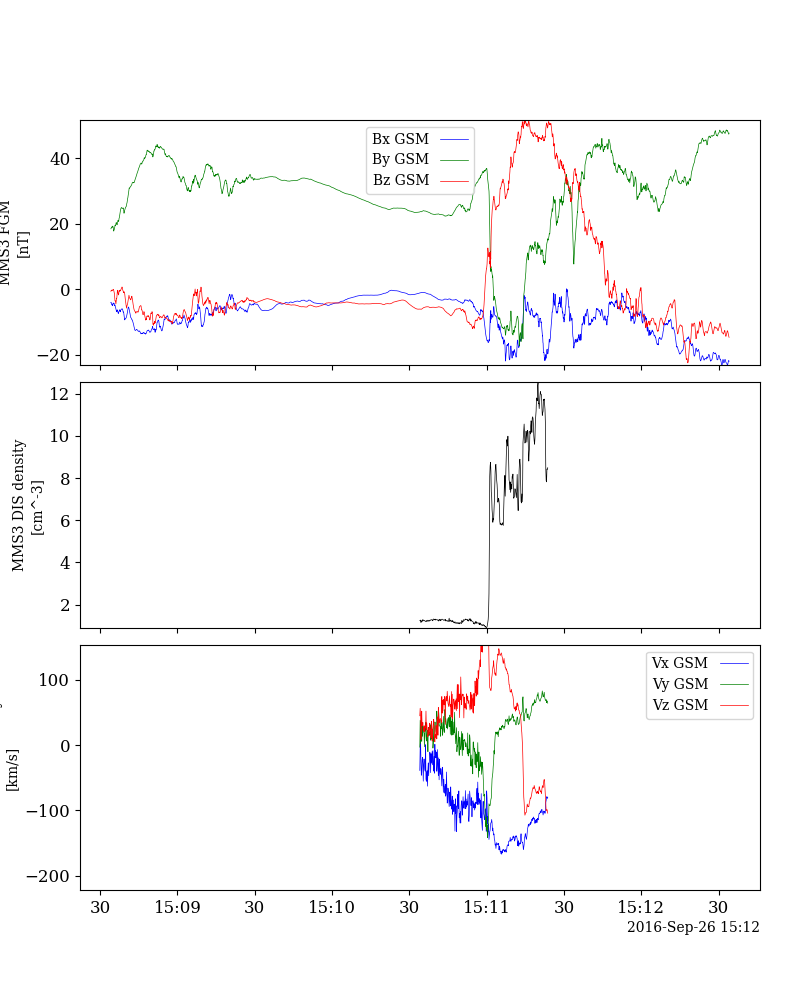 MMS3 FGM
[nT]
40
20
0
−20
Bx GSM
By GSM
Bz GSM
MMS3 DIS density
[cm^-3]
12
10
8
6
4
2
[km/s]
100
0
−100
−200
Vx GSM
Vy GSM
Vz GSM
30 15:09 30 15:10 30 15:11 30 15:12 30
2016-Sep-26 15:12